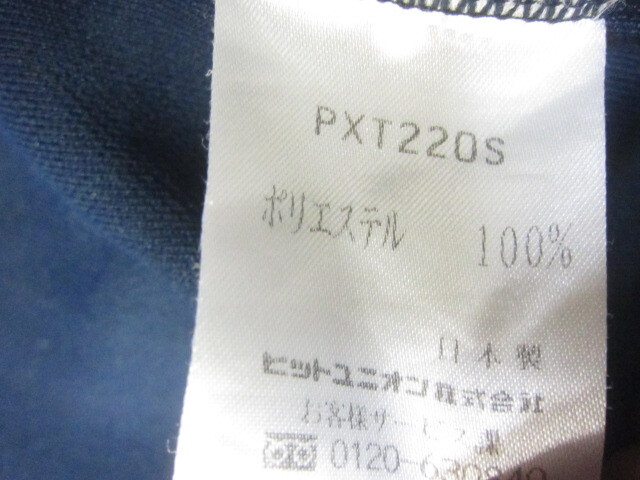 PXT220S
ポリエステル 100%
日本製
ヒットユニオン株式会社
お客様サービス課
0120-